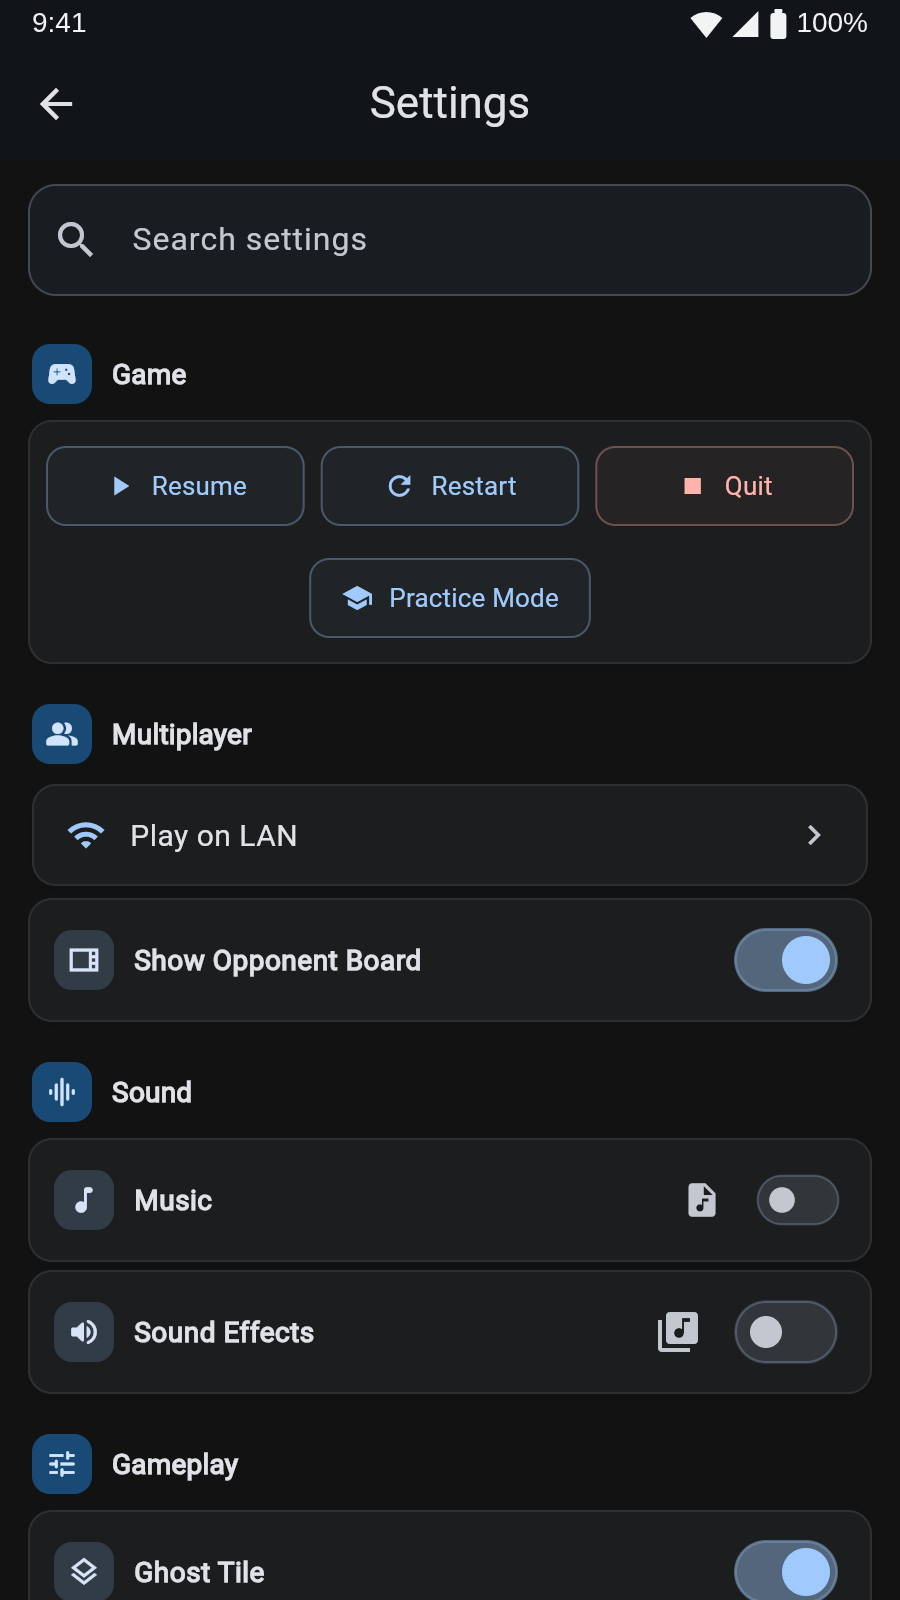 9:41
100%
Settings
Search settings
Game
Resume
Restart
Quit
Practice Mode
Multiplayer
Play on LAN
Show Opponent Board
Sound
Music
Sound Effects
Gameplay
Ghost Tile